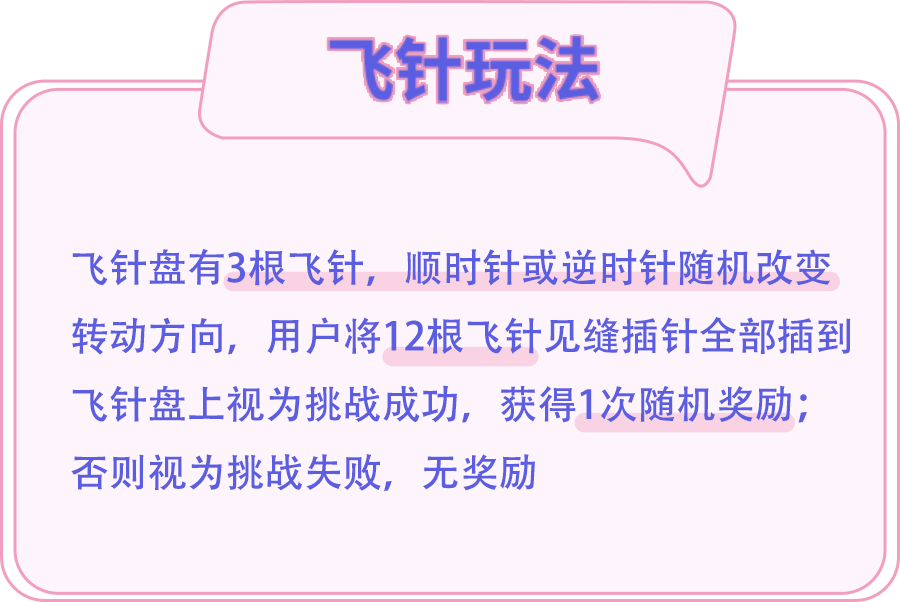 飞针玩法
飞针盘有3根飞针，顺时针或逆时针随机改变
转动方向，用户将12根飞针见缝插针全部插到
飞针盘上视为挑战成功，获得1次随机奖励；
否则视为挑战失败，无奖励